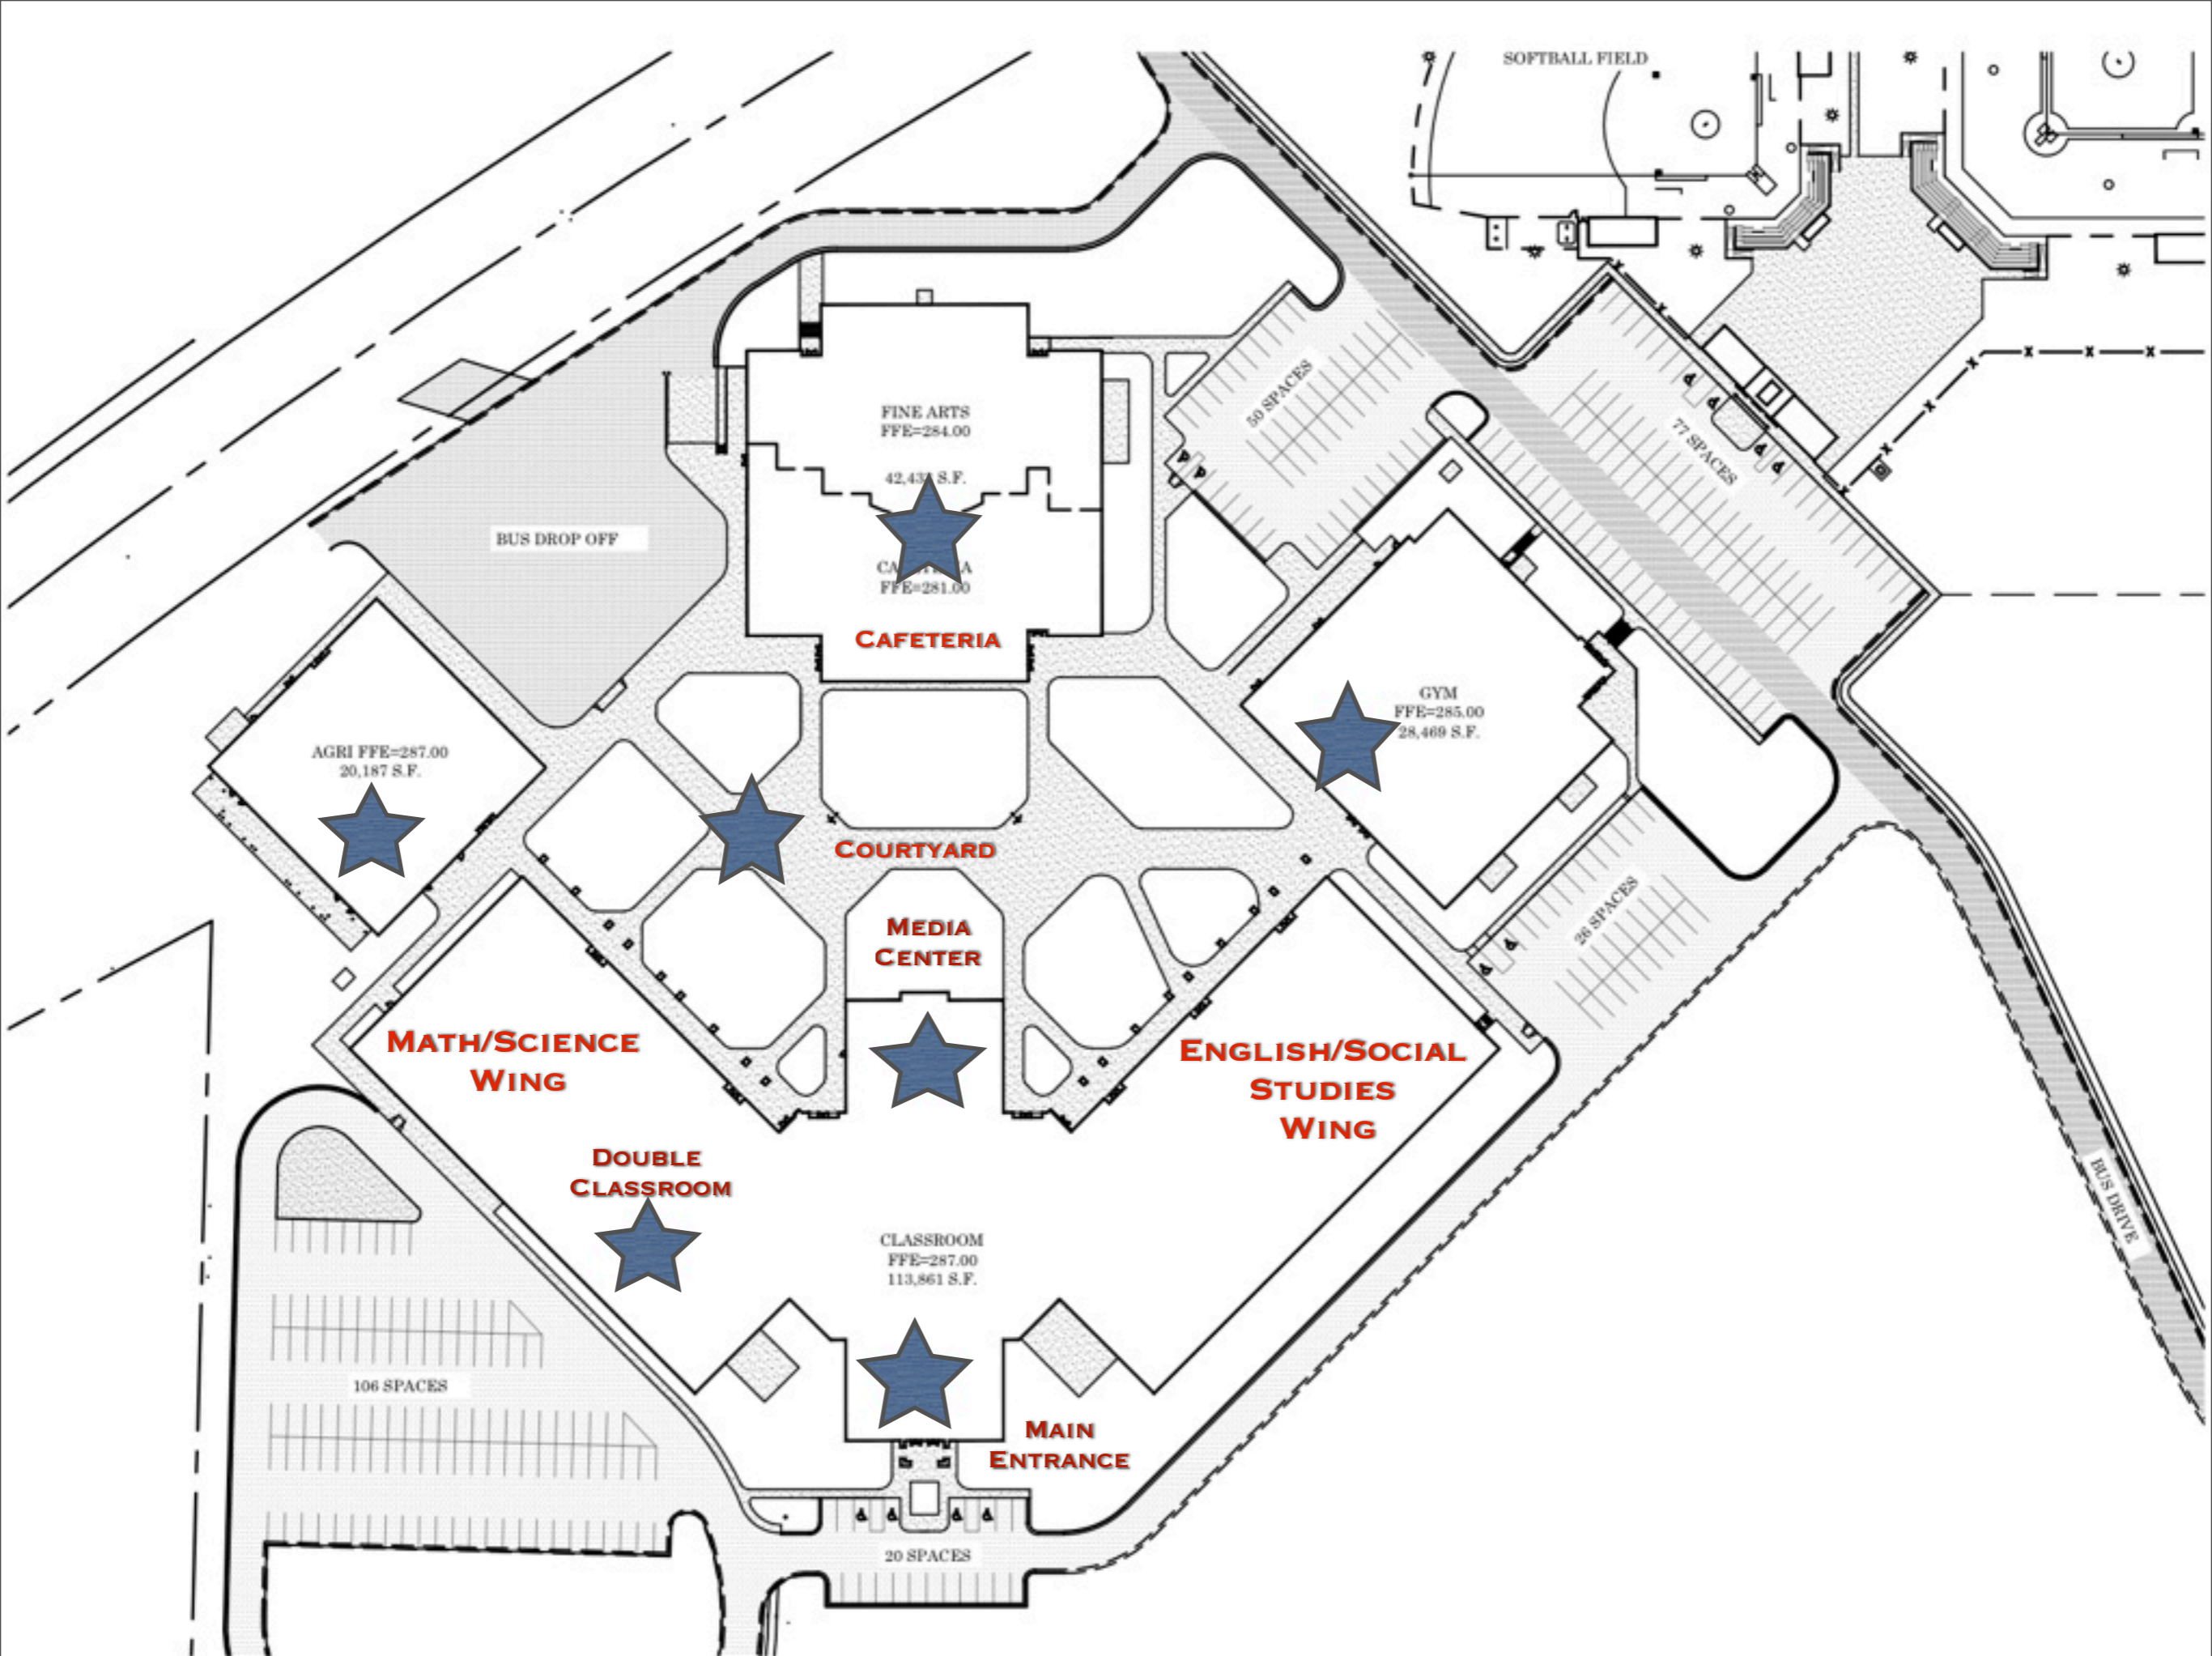 SOFTBALL FIELD
50 SPACES
77 SPACES
FINE ARTS
FFE=284.00
S.F.
BUS DROP OFF
FFE=281.00
CAFETERIA
GYM
FFE=285.00
28,469 S.F.
AGRI FFE=287.00
20,187 S.F.
COURTYARD
26 SPACES
MEDIA
CENTER
MATH/SCIENCE
WING
ENGLISH/SOCIAL
STUDIES
WING
DOUBLE
CLASSROOM
BUS DRIVE
CLASSROOM
FFE=287.00
113,861 S.F.
106 SPACES
MAIN
ENTRANCE
20 SPACES